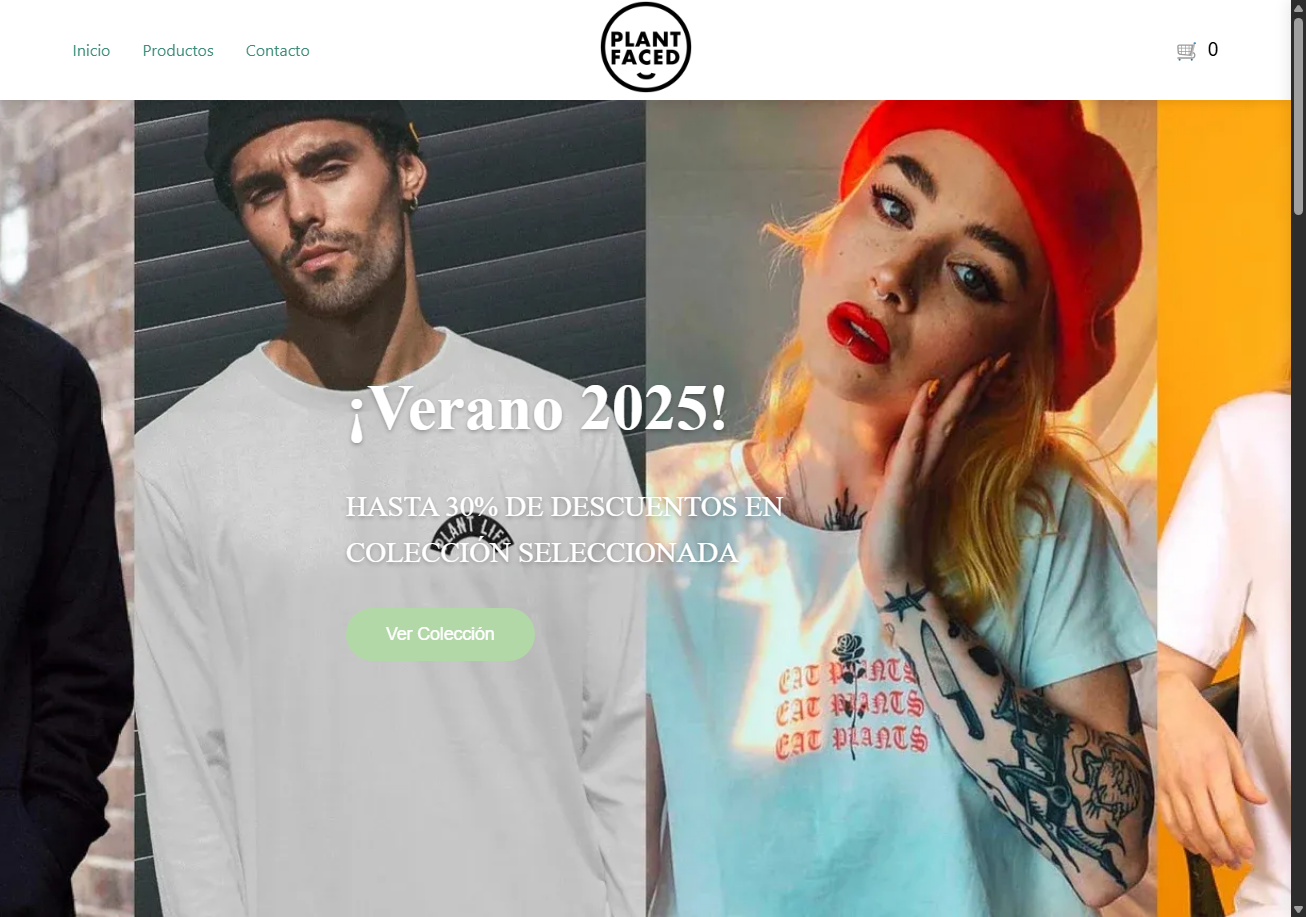 Inicio Productos Contacto
PLANT
FACED
0
¡Verano 2025!
HASTA 30% DE DESCUENTOS EN
PLANT LIFE
COLECCIÓN SELECCIONADA
Ver Colección
EAT PLANTS
EAT PLANTS
EAT PLANTS